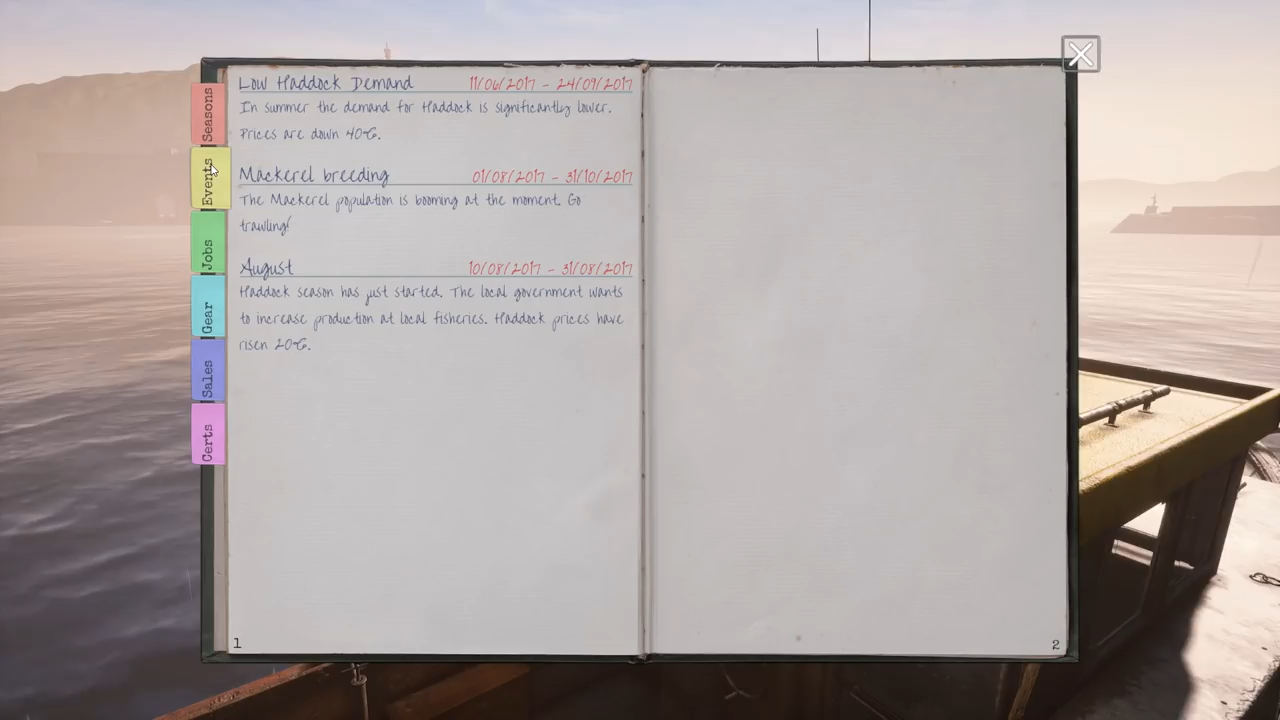 Low Haddock Demand 11/06/2017 - 24/09/2017
In summer the demand for Haddock is significantly lower.
Prices are down 40%.
Mackerel breeding 01/08/2017 - 31/10/2017
The Mackerel population is booming at the moment. Go
trawling!
August 10/08/2017 - 31/08/2017
Haddock season has just started. The local government wants
to increase production at local fisheries. Haddock prices have
risen 20%.
Seasons
Events
Jobs
Gear
Sales
Certs
1
2